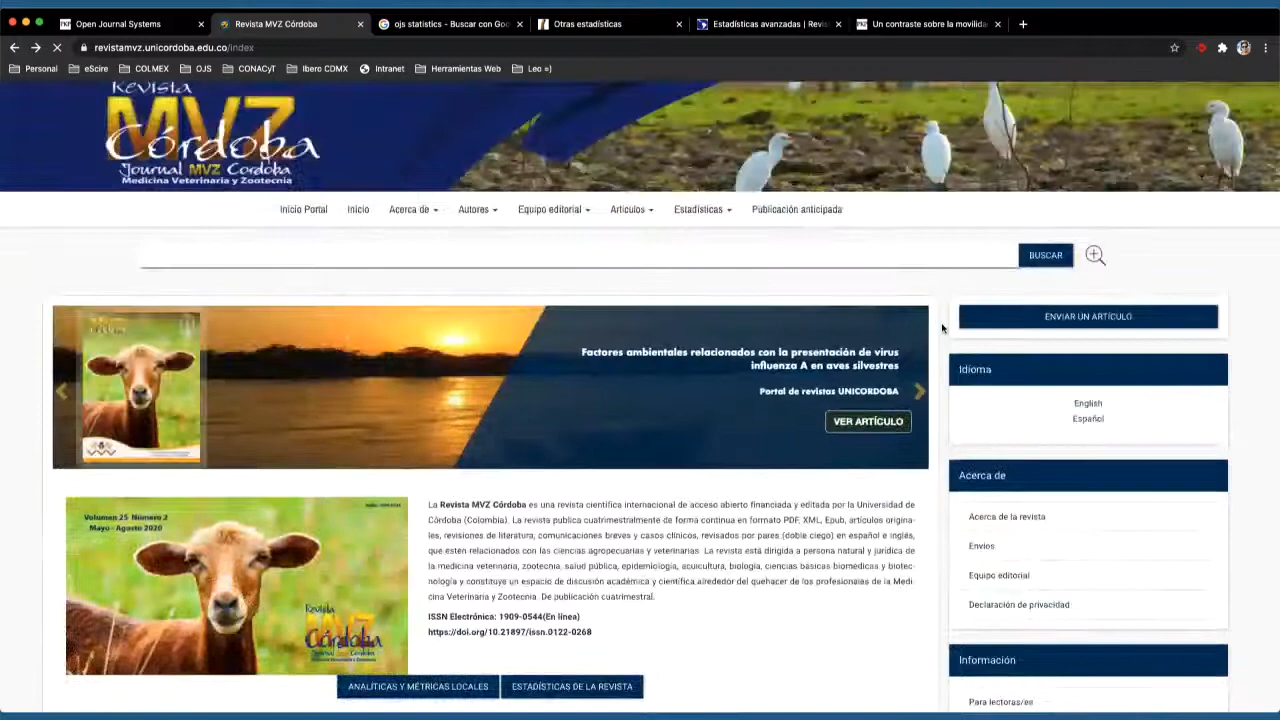 Open Journal Systems
Revista MVZ Córdoba
ojs statistics - Buscar con Goo
Otras estadísticas
Estadísticas avanzadas | Revis
Un contraste sobre la movilida
revistamvz.unicordoba.edu.co/index
Personal
eScire
COLMEX
OJS
CONACyT
Ibero CDMX
Intranet
Herramientas Web
Leo =)
Revista
MVZ
Córdoba
Journal MVZ Cordoba
Medicina Veterinaria y Zootecnia
Inicio Portal
Inicio
Acerca de
Autores
Equipo editorial
Artículos
Estadísticas
Publicación anticipada
BUSCAR
Factores ambientales relacionados con la presentación de virus
influenza A en aves silvestres
Portal de revistas UNICORDOBA
VER ARTÍCULO
ENVIAR UN ARTÍCULO
Idioma
English
Español
Acerca de
Acerca de la revista
Envíos
Equipo editorial
Declaración de privacidad
Información
Para lectoras/es
Volumen 25 Número 2
Mayo - Agosto 2020
Revista
MVZ
Córdoba
Journal Cordoba
La Revista MVZ Córdoba es una revista científica internacional de acceso abierto financiada y editada por la Universidad de
Córdoba (Colombia). La revista publica cuatrimestralmente de forma continua en formato PDF, XML, Epub, artículos origina-
les, revisiones de literatura, comunicaciones breves y casos clínicos, revisados por pares (doble ciego) en español e inglés,
que estén relacionados con las ciencias agropecuarias y veterinarias. La revista está dirigida a persona natural y jurídica de
la medicina veterinaria, zootecnia, salud pública, epidemiología, acuicultura, biología, ciencias básicas biomédicas y biotec-
nología y constituye un espacio de discusión académica y científica alrededor del quehacer de los profesionales de la Medi-
cina Veterinaria y Zootecnia. De publicación cuatrimestral.
ISSN Electrónica: 1909-0544(En línea)
https://doi.org/10.21897/issn.0122-0268
ANALÍTICAS Y MÉTRICAS LOCALES
ESTADÍSTICAS DE LA REVISTA